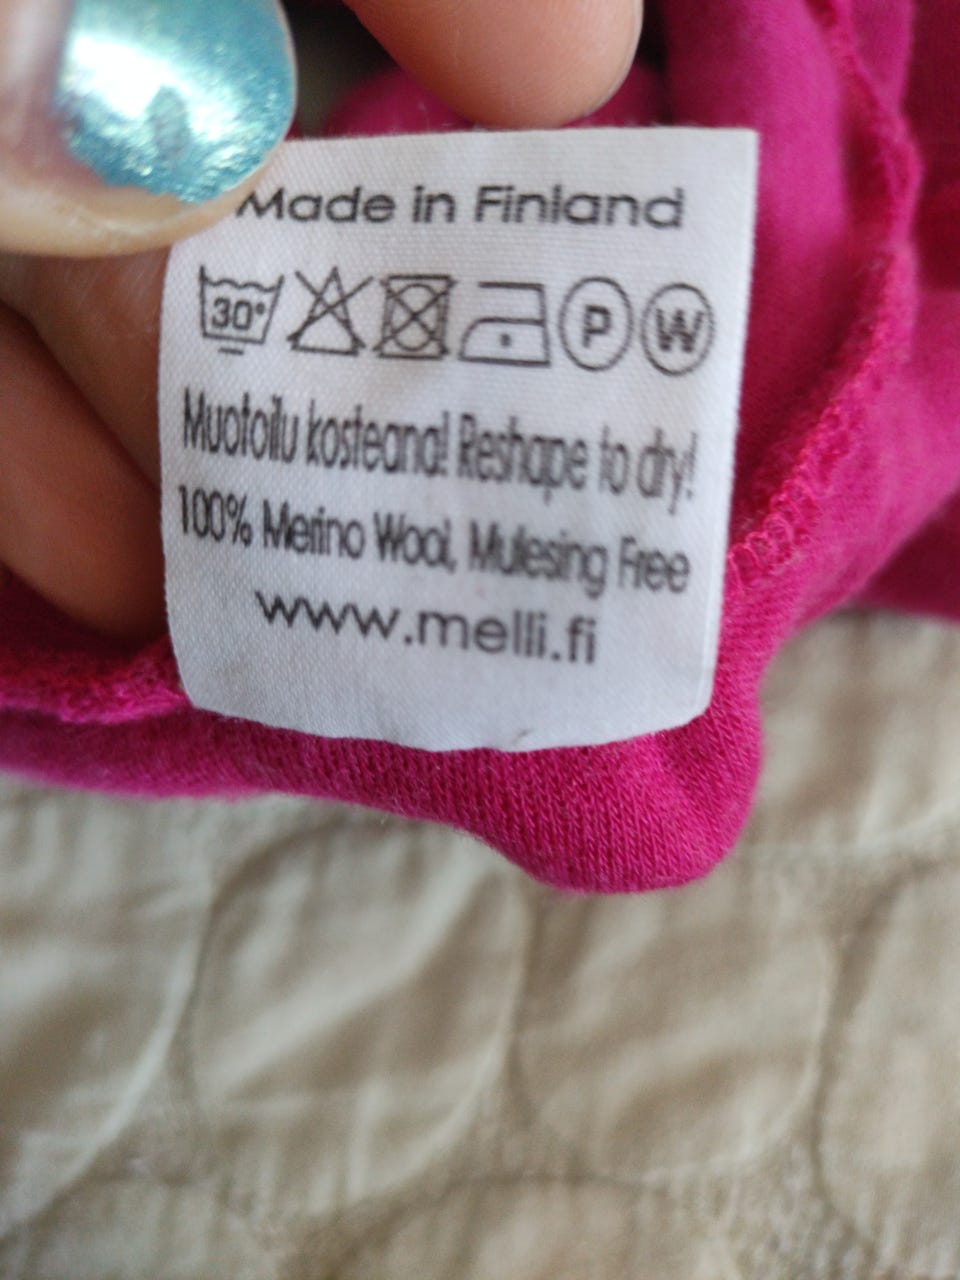 Made in Finland
30° P W
Muotoilu kosteana! Reshape to dry!
100% Merino Wool, Mulesing Free
www.melli.fi